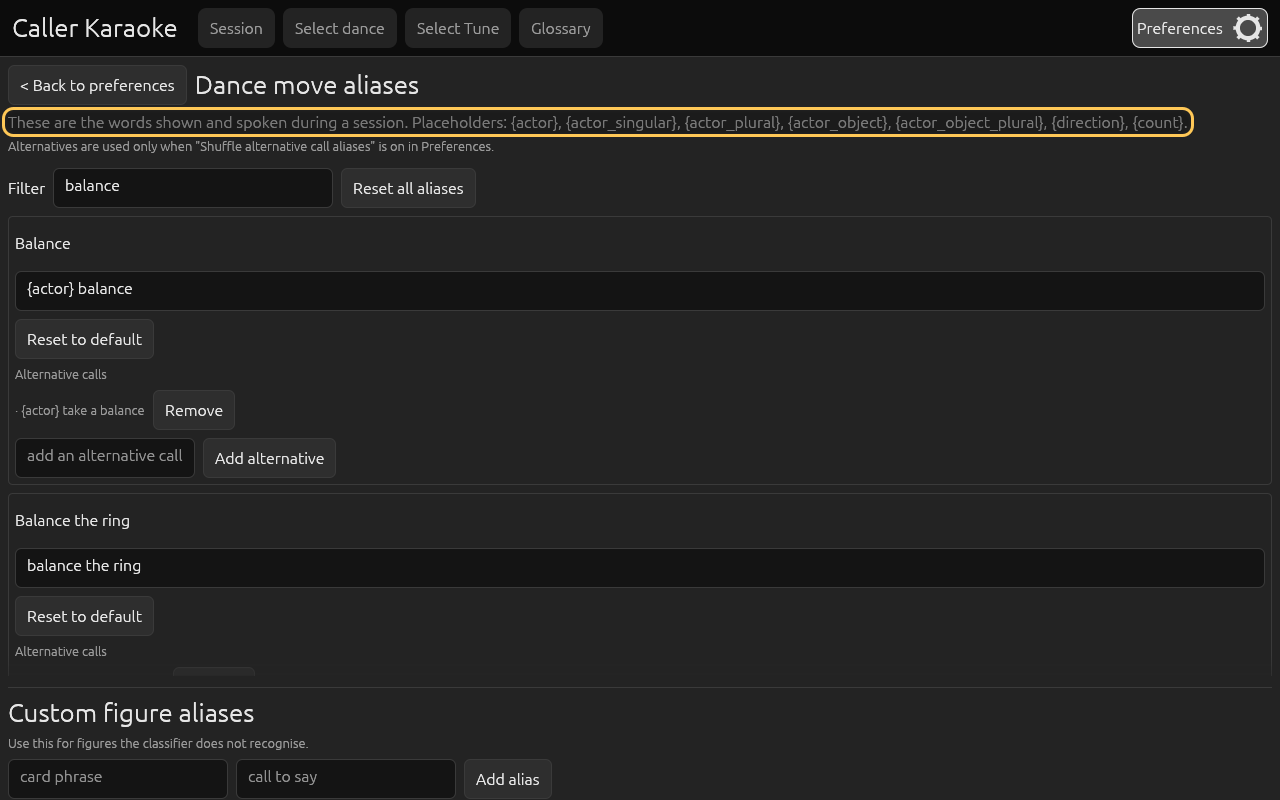 Caller Karaoke
Session
Select dance
Select Tune
Glossary
Preferences
< Back to preferences
Dance move aliases
These are the words shown and spoken during a session. Placeholders: {actor}, {actor_singular}, {actor_plural}, {actor_object}, {actor_object_plural}, {direction}, {count}.
Alternatives are used only when "Shuffle alternative call aliases" is on in Preferences.
Filter
balance
Reset all aliases
Balance
{actor} balance
Reset to default
Alternative calls
· {actor} take a balance
Remove
add an alternative call
Add alternative
Balance the ring
balance the ring
Reset to default
Alternative calls
Custom figure aliases
Use this for figures the classifier does not recognise.
card phrase
call to say
Add alias